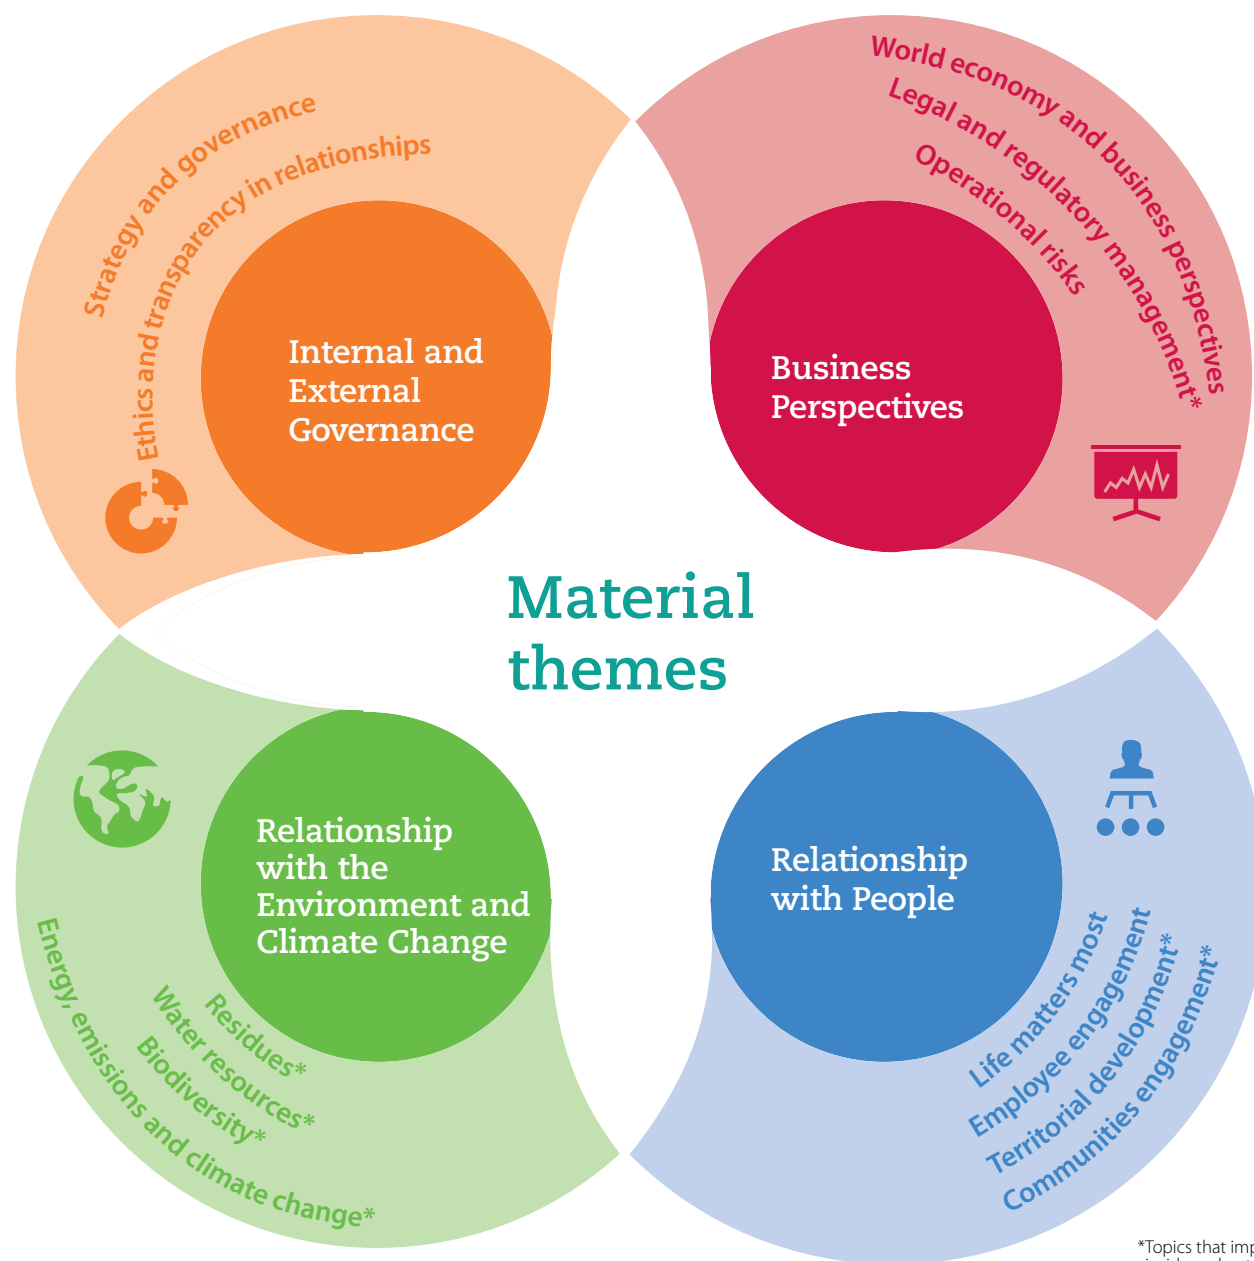 Strategy and governance
Ethics and transparency in relationships
Internal and
External
Governance
World economy and business perspectives
Legal and regulatory management*
Operational risks
Business
Perspectives
Material
themes
Relationship
with the
Environment and
Climate Change
Residues*
Water resources*
Biodiversity*
Energy, emissions and climate change*
Relationship
with People
Life matters most
Employee engagement
Territorial development*
Communities engagement*
*Topics that